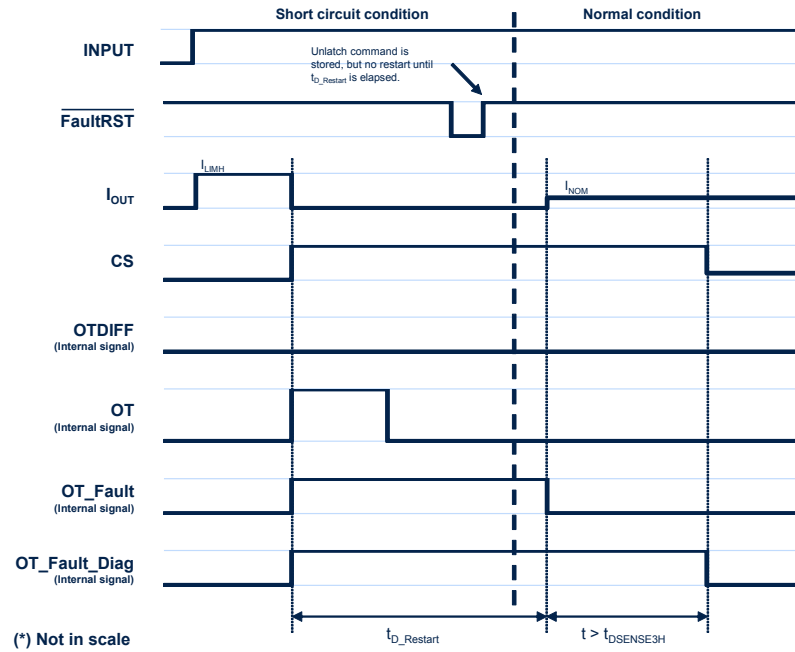 Short circuit condition
Normal condition
INPUT
Unlatch command is
stored, but no restart until
tD_Restart is elapsed.
FaultRST
ILIMH
IOUT
INOM
CS
OTDIFF
(Internal signal)
OT
(Internal signal)
OT_Fault
(Internal signal)
OT_Fault_Diag
(Internal signal)
tD_Restart
t > tDSENSE3H
(*) Not in scale